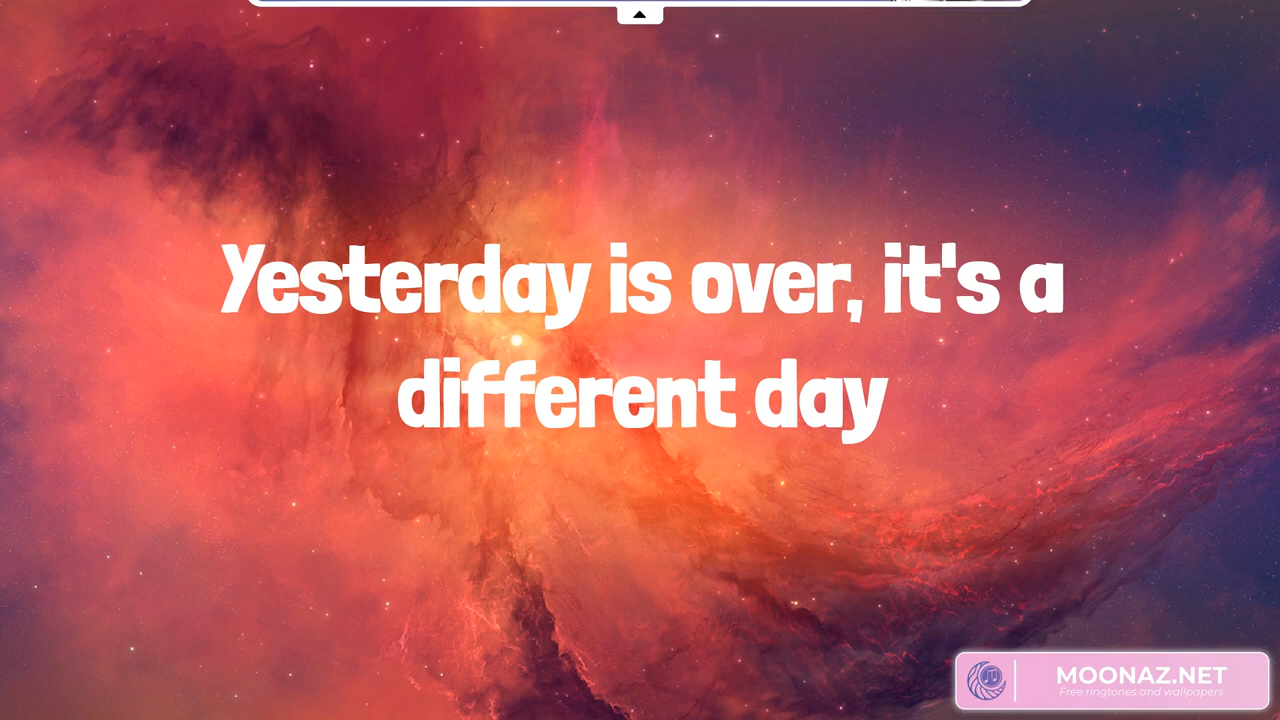 Yesterday is over, it's a
different day
MOONAZ.NET
Free ringtones and wallpapers